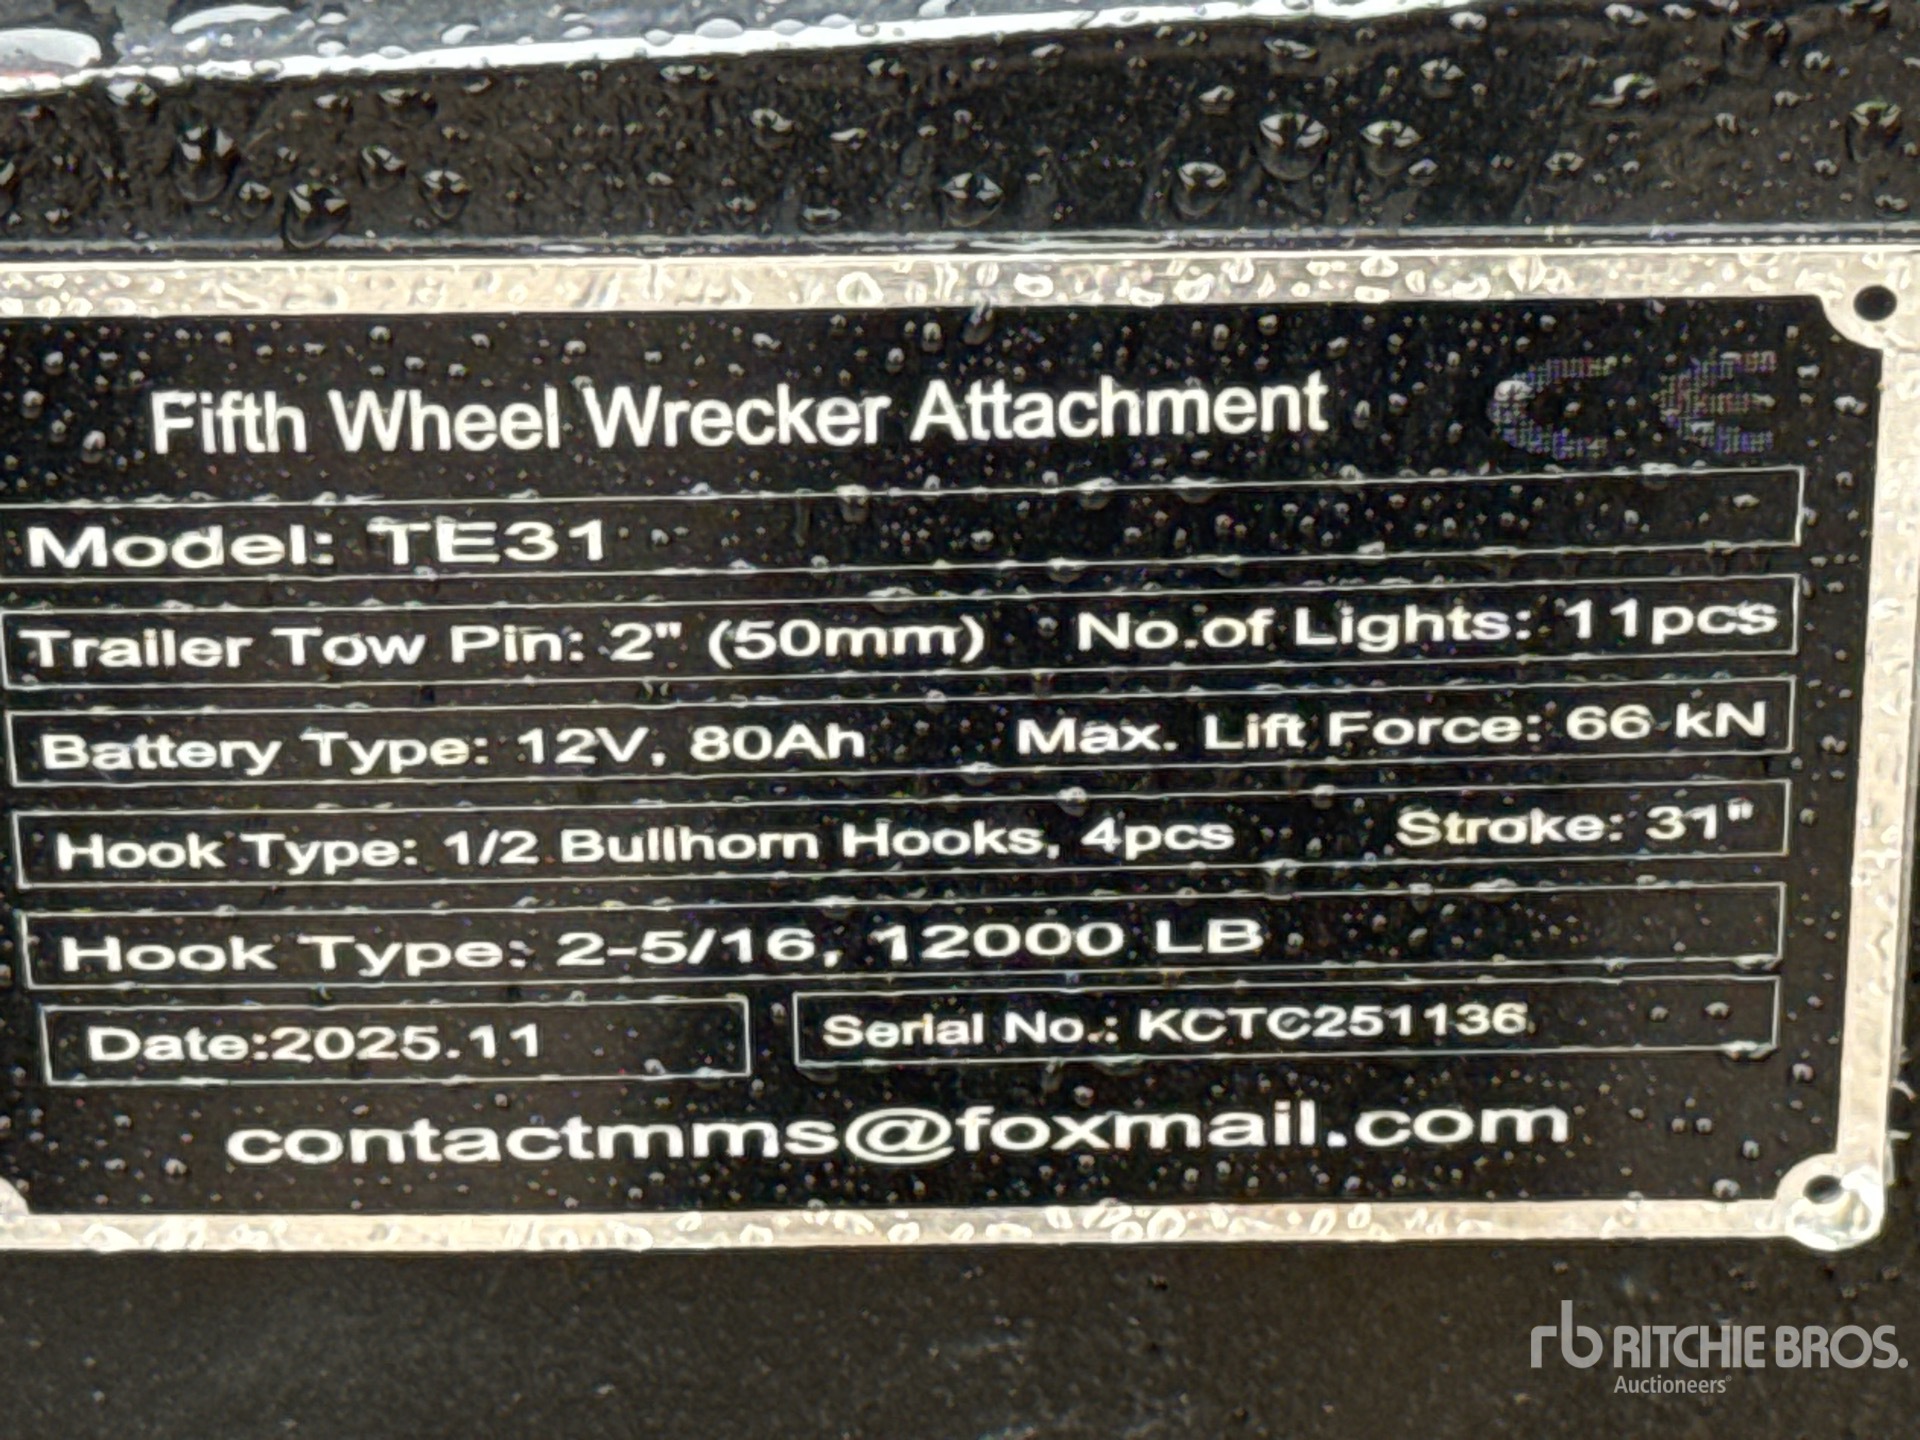 Fifth Wheel Wrecker Attachment CE
Model: TE31
Trailer Tow Pin: 2" (50mm) No.of Lights: 11pcs
Battery Type: 12V, 80Ah Max. Lift Force: 66 kN
Hook Type: 1/2 Bullhorn Hooks, 4pcs Stroke: 31"
Hook Type: 2-5/16, 12000 LB
Date:2025.11 Serial No.: KCTC251136
contactmms@foxmail.com
rb RITCHIE BROS.
Auctioneers